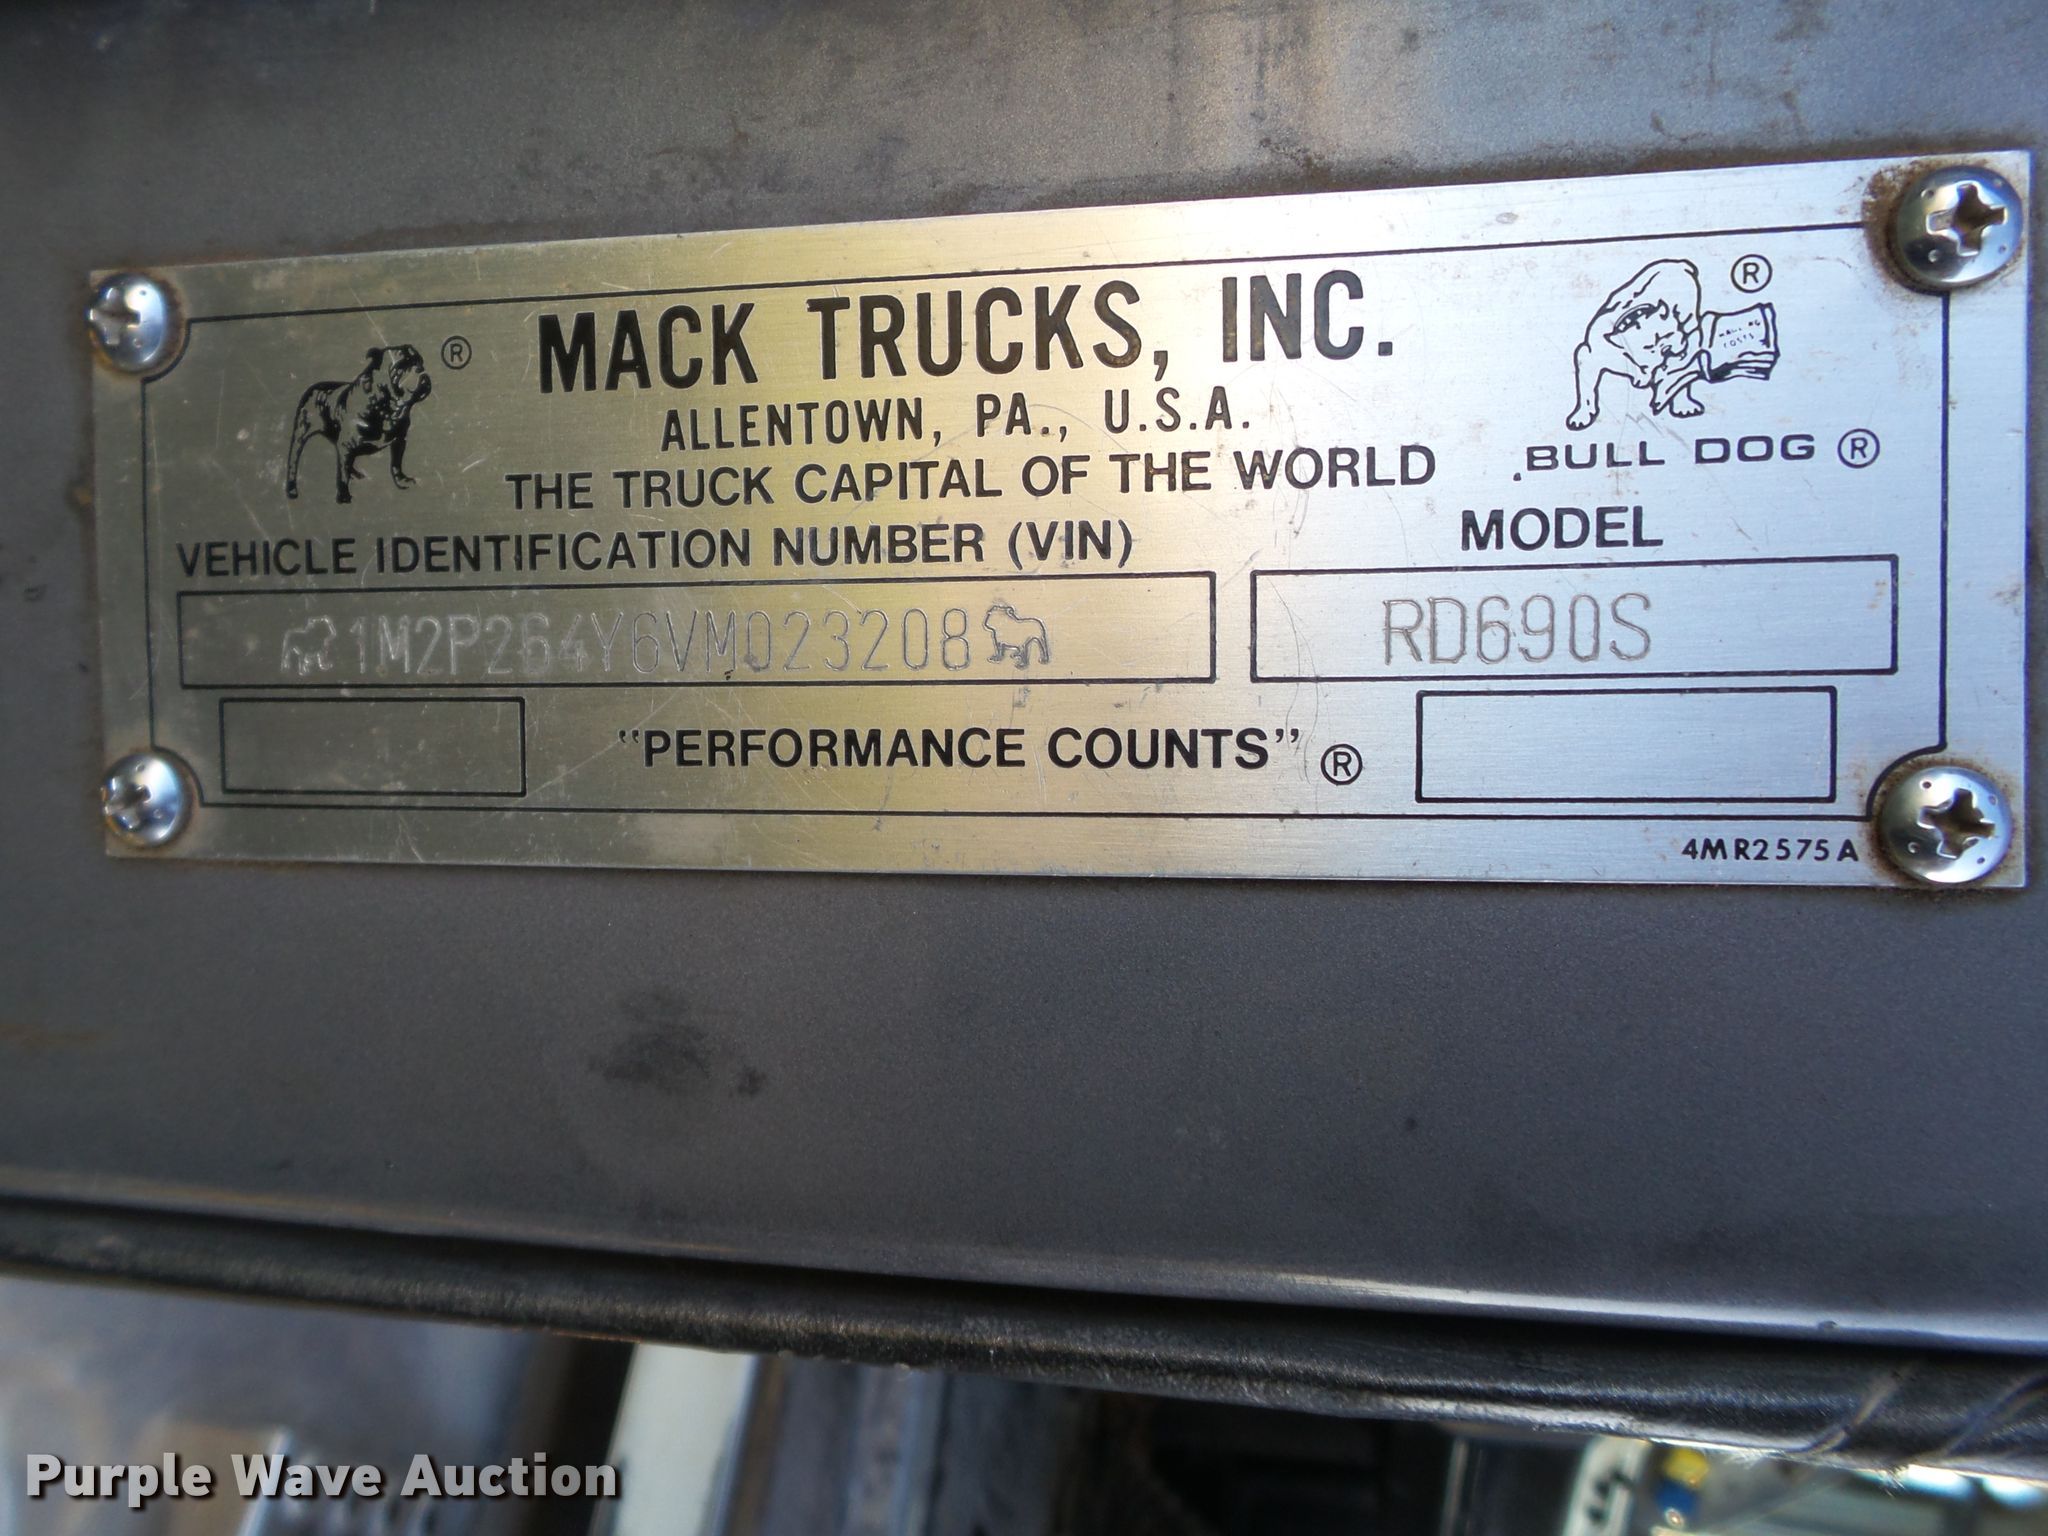 ®
MACK TRUCKS, INC.
®
ALLENTOWN, PA., U.S.A.
THE TRUCK CAPITAL OF THE WORLD
BULL DOG ®
VEHICLE IDENTIFICATION NUMBER (VIN)
MODEL
1M2P264Y6VM023208
RD690S
"PERFORMANCE COUNTS" ®
4MR2575A
Purple Wave Auction